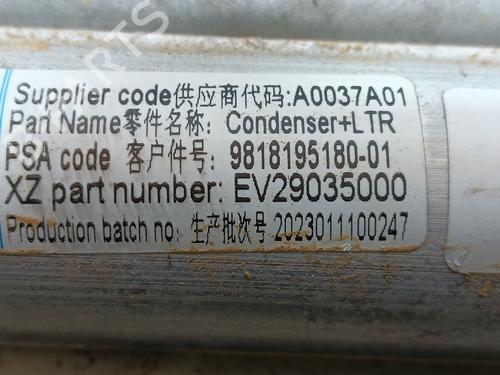 Supplier code供应商代码:A0037A01
Part Name零件名称: Condenser+LTR
PSA code 客户件号: 9818195180-01
XZ part number: EV29035000
Production batch no: 生产批次号 2023011100247